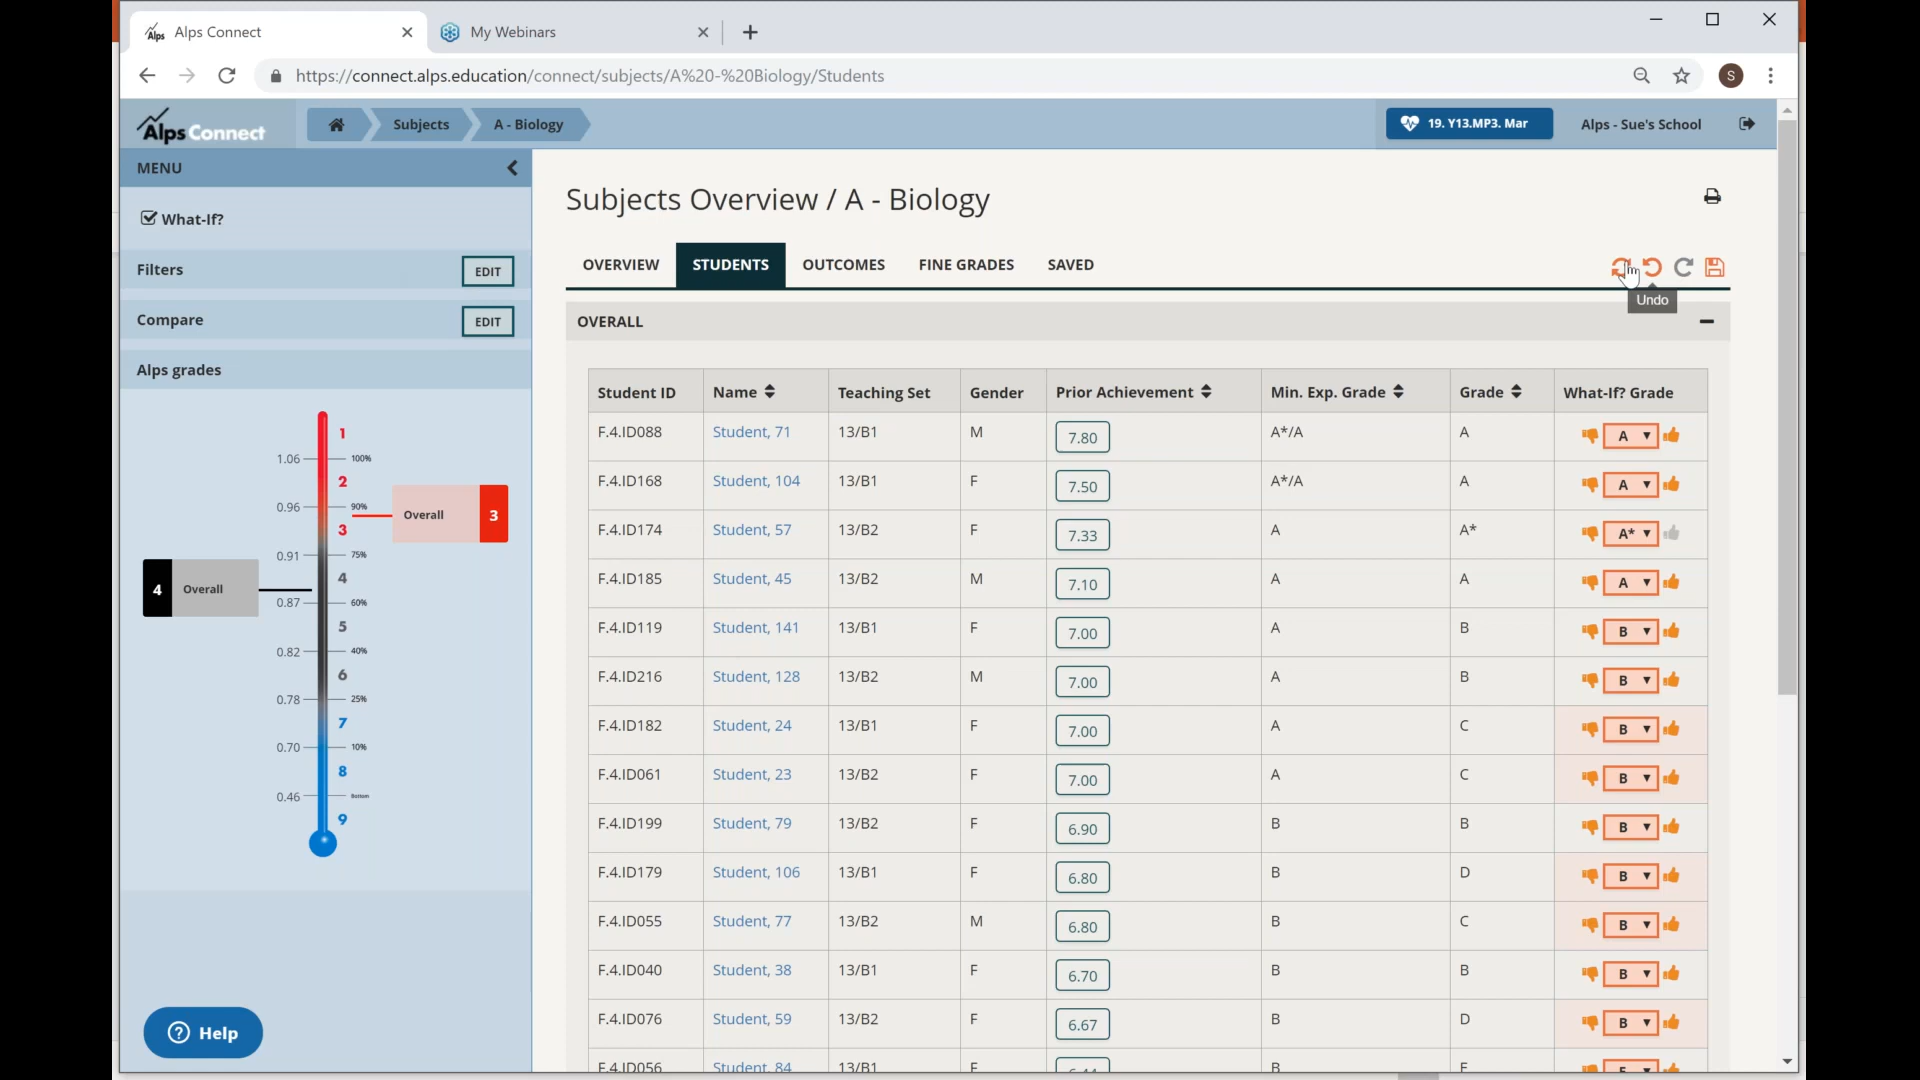 Alps Connect
My Webinars
https://connect.alps.education/connect/subjects/A%20-%20Biology/Students
S
Alps Connect
Subjects
A - Biology
19. Y13.MP3. Mar
Alps - Sue's School
MENU
What-If?
Filters
EDIT
Compare
EDIT
Alps grades
1
1.06
100%
2
0.96
90%
3
Overall
3
0.91
75%
4
4
Overall
0.87
60%
5
0.82
40%
6
0.78
25%
7
0.70
10%
8
0.46
Bottom
9
Help
Subjects Overview / A - Biology
OVERVIEW
STUDENTS
OUTCOMES
FINE GRADES
SAVED
Undo
OVERALL
Student ID Name Teaching Set Gender Prior Achievement Min. Exp. Grade Grade What-If? Grade
F.4.ID088 Student, 71 13/B1 M 7.80 A*/A A A
F.4.ID168 Student, 104 13/B1 F 7.50 A*/A A A
F.4.ID174 Student, 57 13/B2 F 7.33 A A* A*
F.4.ID185 Student, 45 13/B2 M 7.10 A A A
F.4.ID119 Student, 141 13/B1 F 7.00 A B B
F.4.ID216 Student, 128 13/B2 M 7.00 A B B
F.4.ID182 Student, 24 13/B1 F 7.00 A C B
F.4.ID061 Student, 23 13/B2 F 7.00 A C B
F.4.ID199 Student, 79 13/B2 F 6.90 B B B
F.4.ID179 Student, 106 13/B1 F 6.80 B D B
F.4.ID055 Student, 77 13/B2 M 6.80 B C B
F.4.ID040 Student, 38 13/B1 F 6.70 B B B
F.4.ID076 Student, 59 13/B2 F 6.67 B D B
F.4.ID056 Student, 84 13/B1 B